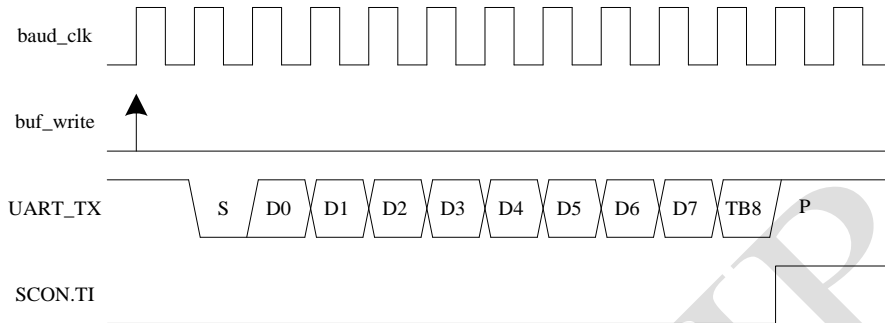 baud_clk
buf_write
UART_TX S D0 D1 D2 D3 D4 D5 D6 D7 TB8 P
SCON.TI